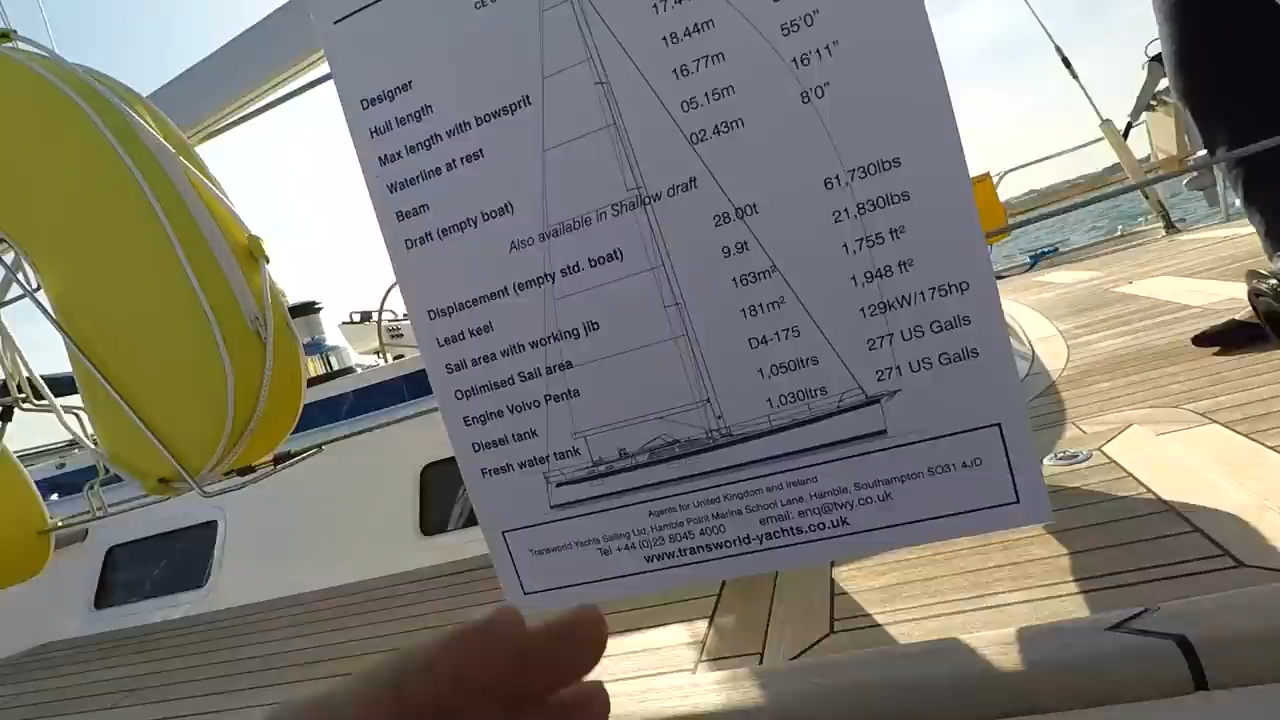 CE
Designer
Hull length 17.4
Max length with bowsprit 18.44m
Waterline at rest 16.77m 55'0"
Beam 05.15m 16'11"
Draft (empty boat) 02.43m 8'0"
Also available in Shallow draft
Displacement (empty std. boat) 28.00t 61,730lbs
Lead keel 9.9t 21,830lbs
Sail area with working jib 163m² 1,755 ft²
Optimised Sail area 181m² 1,948 ft²
Engine Volvo Penta D4-175 129kW/175hp
Diesel tank 1,050ltrs 277 US Galls
Fresh water tank 1,030ltrs 271 US Galls
Agents for United Kingdom and Ireland
Transworld Yachts Sailing Ltd, Hamble Point Marina School Lane, Hamble, Southampton SO31 4JD
Tel +44 (0)23 8045 4000 email: enq@twy.co.uk
www.transworld-yachts.co.uk